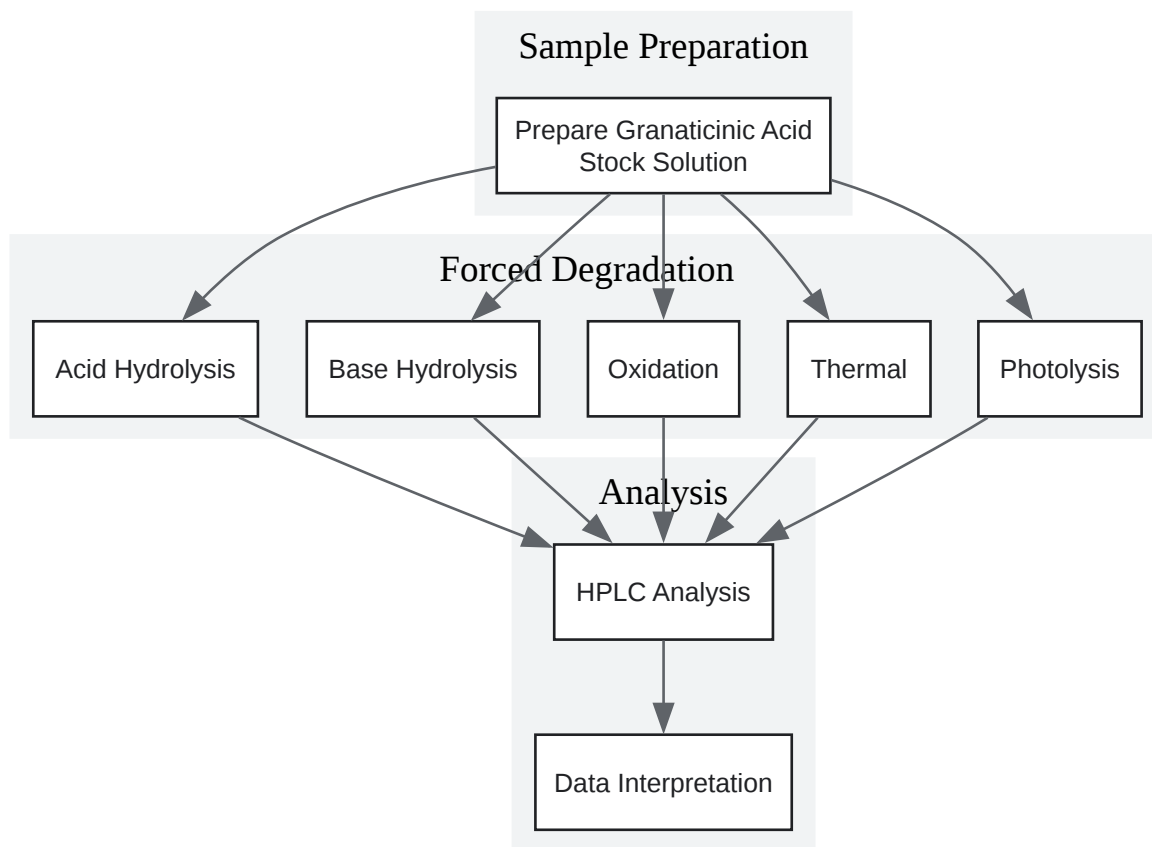 Sample Preparation
Prepare Granaticinic Acid
Stock Solution
Forced Degradation
Acid Hydrolysis
Base Hydrolysis
Oxidation
Thermal
Photolysis
Analysis
HPLC Analysis
Data Interpretation